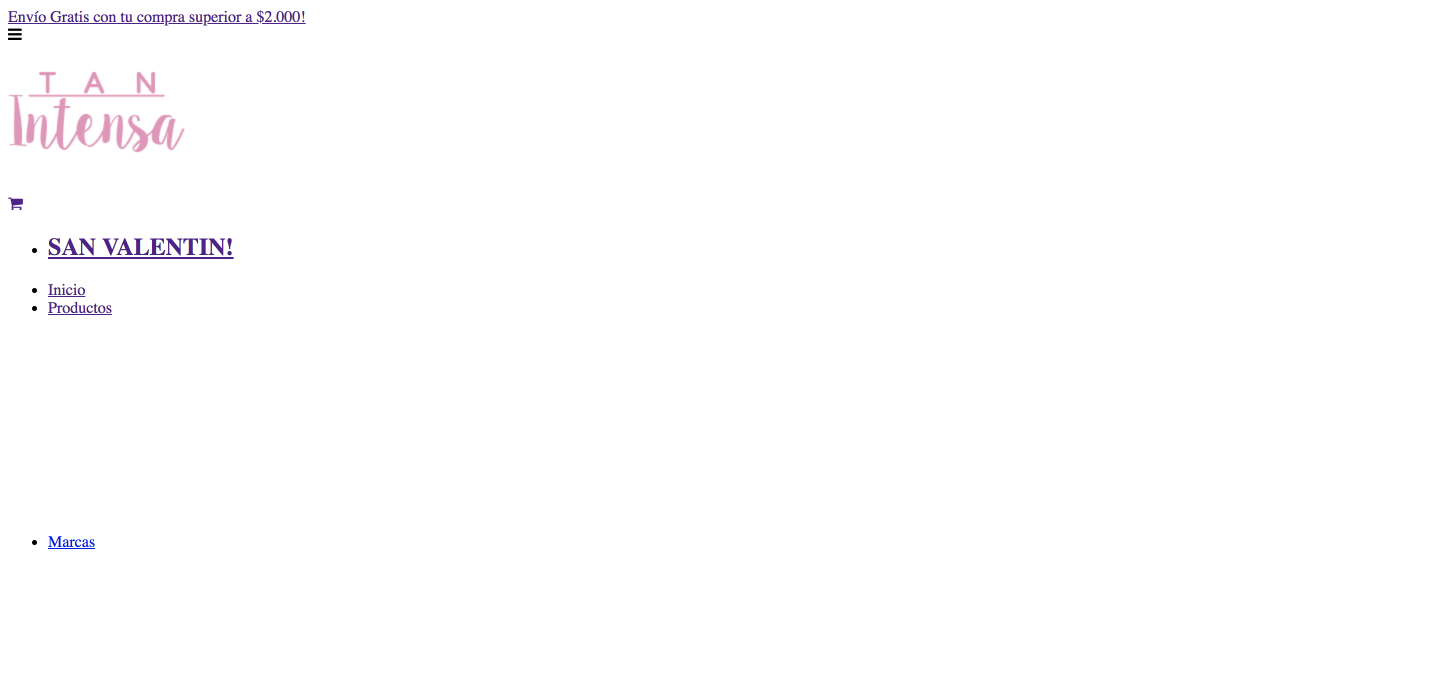 Envío Gratis con tu compra superior a $2.000!
TAN
Intensa
SAN VALENTIN!
Inicio
Productos
Marcas